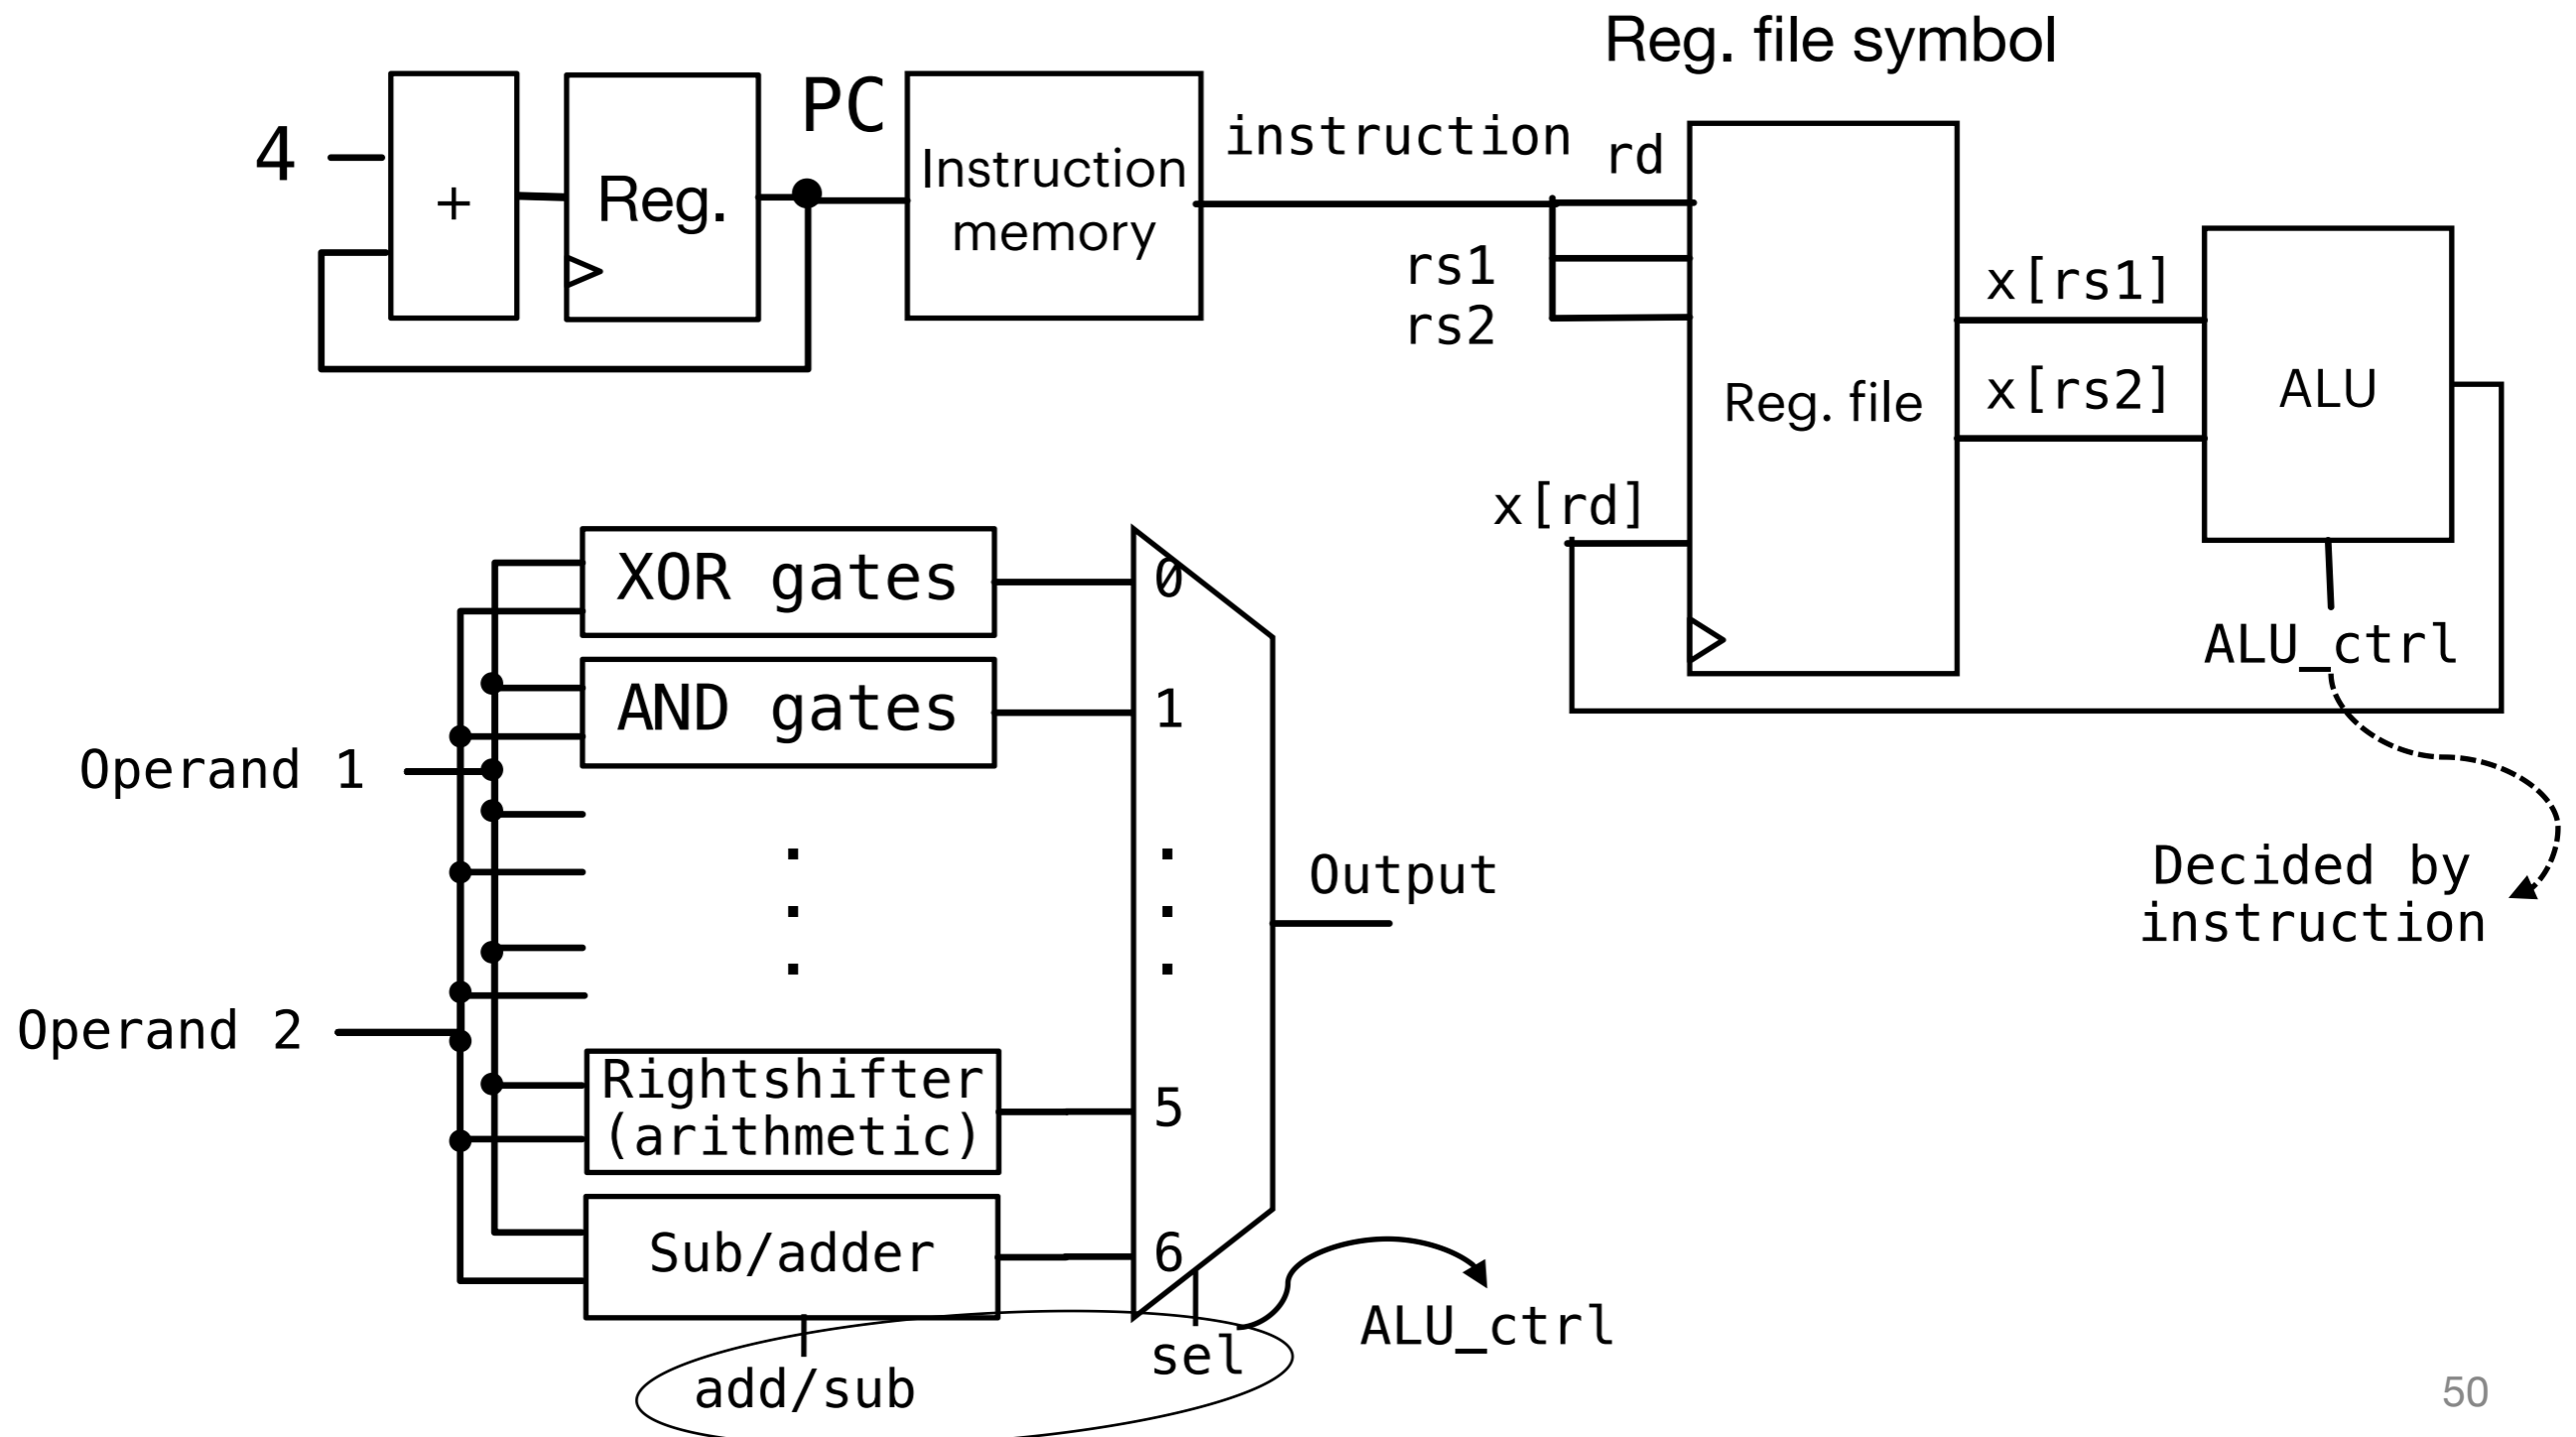 Reg. file symbol
4
+
Reg.
PC
Instruction
memory
instruction
rd
rs1
rs2
x[rd]
Reg. file
x[rs1]
x[rs2]
ALU
ALU_ctrl
Decided by
instruction
Operand 1
Operand 2
XOR gates
AND gates
.
.
.
Rightshifter
(arithmetic)
Sub/adder
add/sub
0
1
.
.
.
5
6
sel
Output
ALU_ctrl
50